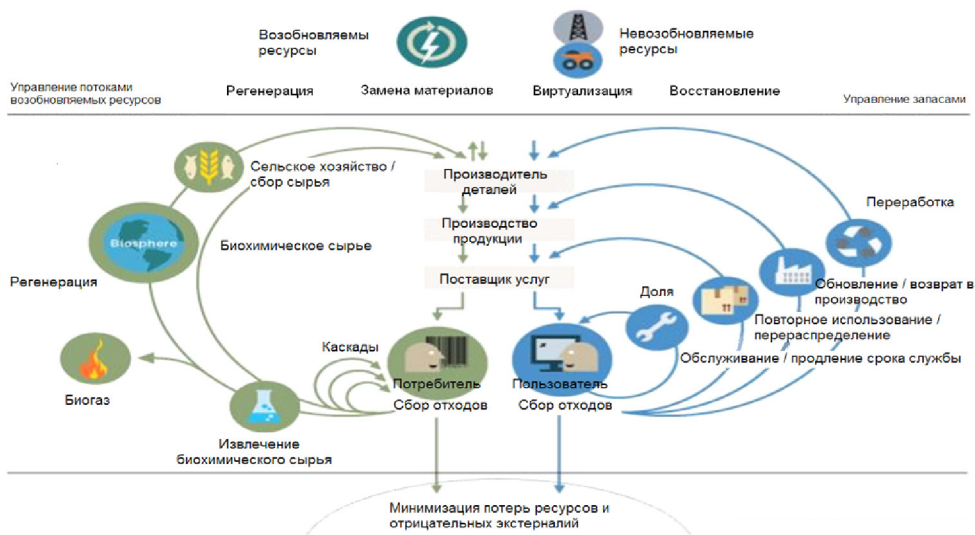 Возобновляемы
ресурсы
Невозобновляемые
ресурсы
Управление потоками
возобновляемых ресурсов
Регенерация
Замена материалов
Виртуализация
Восстановление
Управление запасами
Сельское хозяйство /
сбор сырья
Производитель
деталей
Переработка
Biosphere
Биохимическое сырье
Производство
продукции
Регенерация
Поставщик услуг
Доля
Обновление / возврат в
производство
Повторное использование /
перераспределение
Каскады
Обслуживание / продление срока службы
Биогаз
Потребитель
Сбор отходов
Пользователь
Сбор отходов
Извлечение
биохимического сырья
Минимизация потерь ресурсов и
отрицательных экстерналий